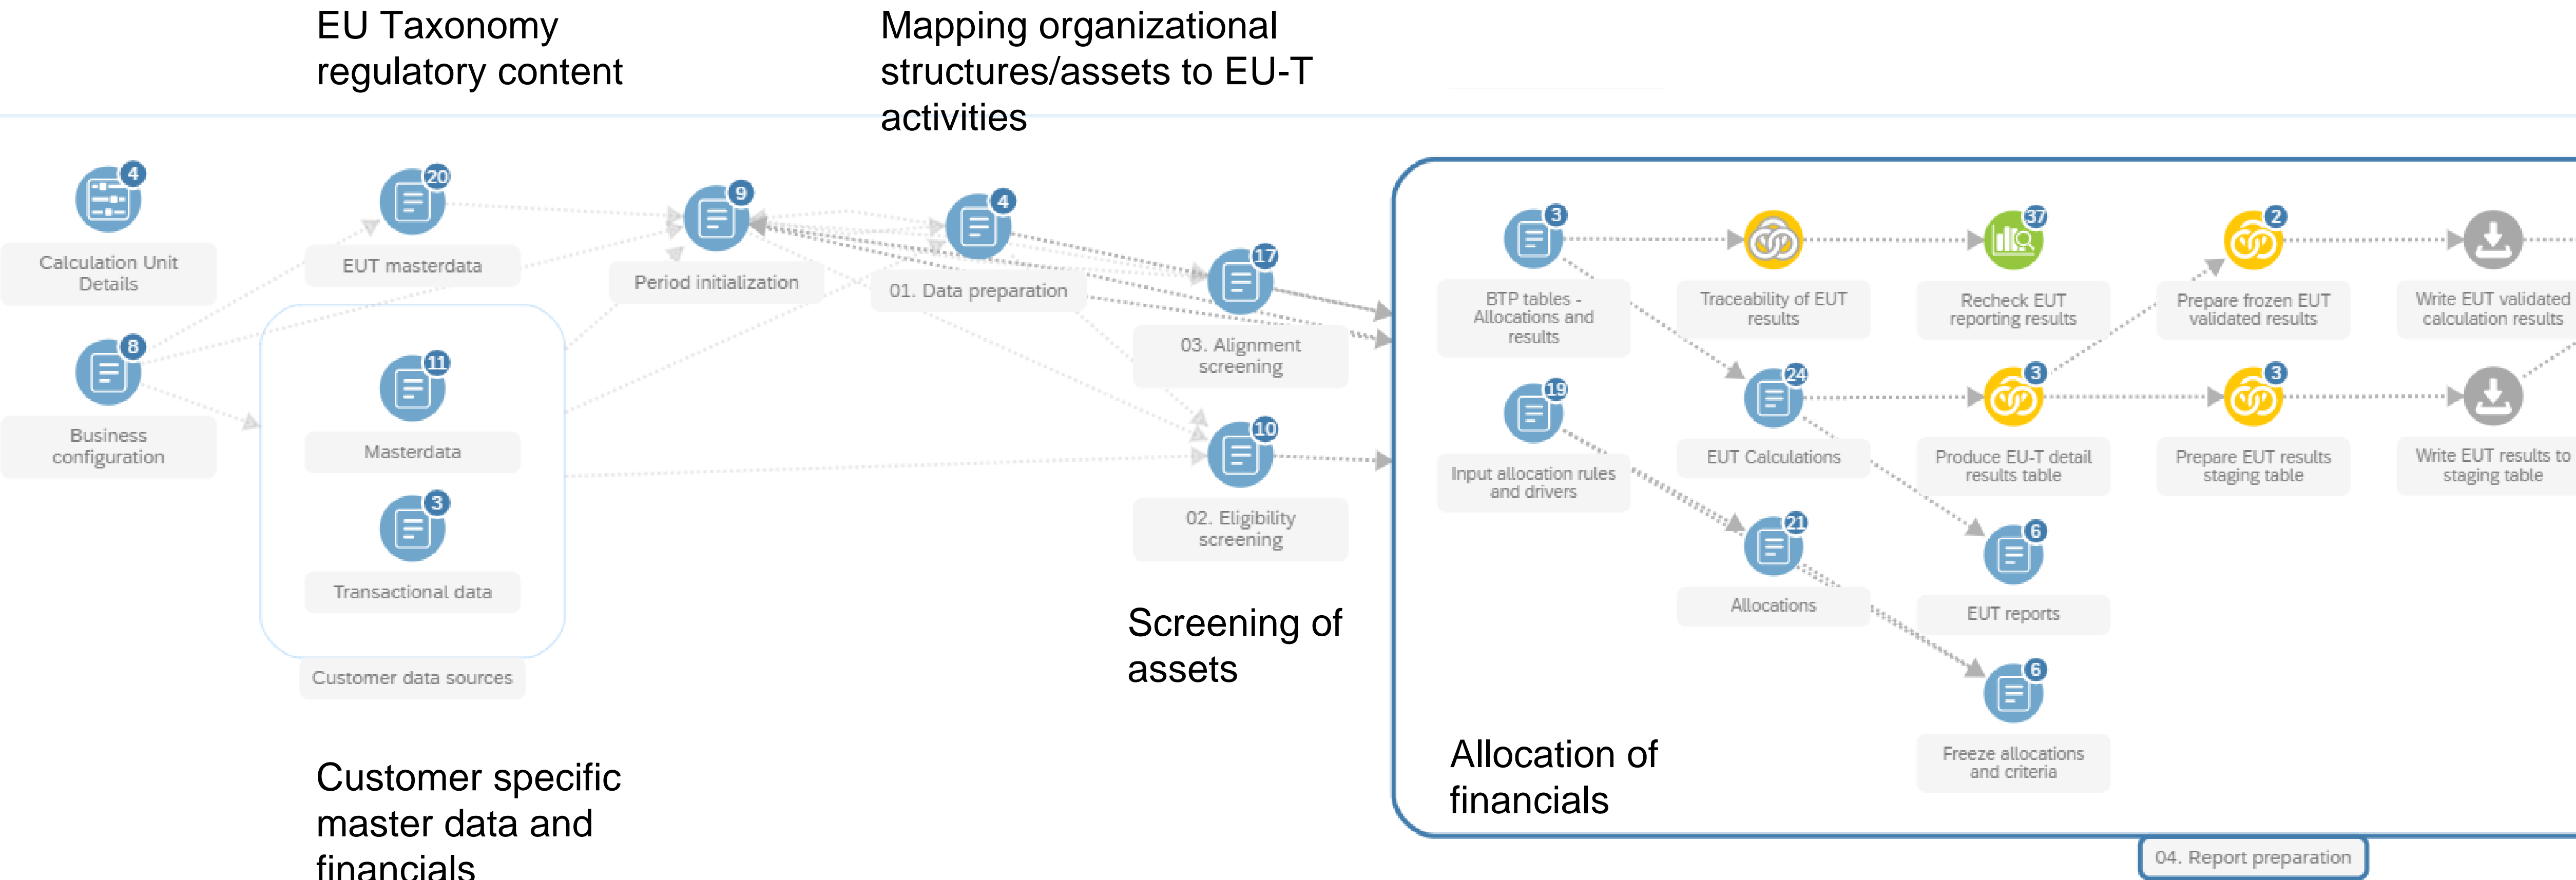 EU Taxonomy
regulatory content
Mapping organizational
structures/assets to EU-T
activities
4
Calculation Unit
Details
20
EUT masterdata
9
Period initialization
4
01. Data preparation
17
03. Alignment
screening
8
Business
configuration
11
Masterdata
3
Transactional data
Customer data sources
10
02. Eligibility
screening
Screening of
assets
Customer specific
master data and
financials
3
BTP tables -
Allocations and
results
Traceability of EUT
results
37
Recheck EUT
reporting results
2
Prepare frozen EUT
validated results
Write EUT validated
calculation results
19
Input allocation rules
and drivers
24
EUT Calculations
3
Produce EU-T detail
results table
3
Prepare EUT results
staging table
Write EUT results to
staging table
21
Allocations
6
EUT reports
6
Freeze allocations
and criteria
Allocation of
financials
04. Report preparation